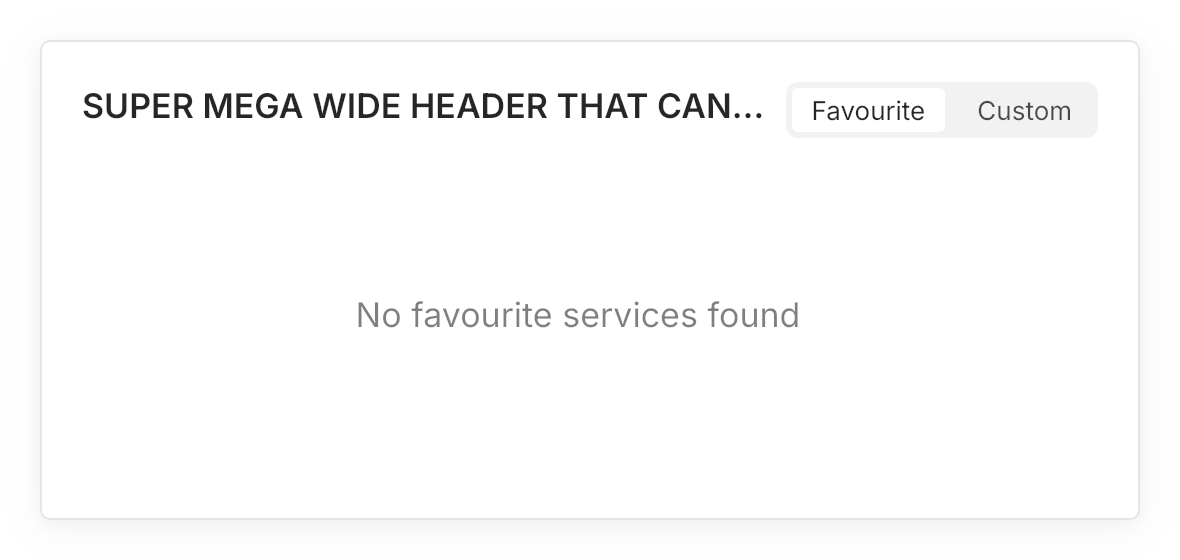 SUPER MEGA WIDE HEADER THAT CAN...
Favourite
Custom
No favourite services found